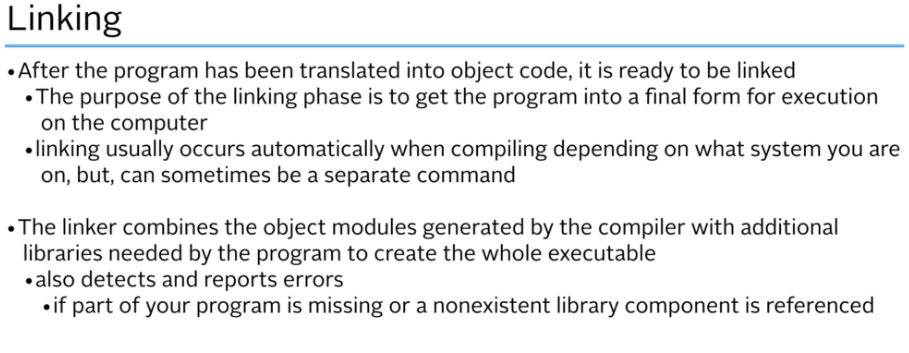 Linking
•After the program has been translated into object code, it is ready to be linked
•The purpose of the linking phase is to get the program into a final form for execution
on the computer
•linking usually occurs automatically when compiling depending on what system you are
on, but, can sometimes be a separate command
•The linker combines the object modules generated by the compiler with additional
libraries needed by the program to create the whole executable
•also detects and reports errors
•if part of your program is missing or a nonexistent library component is referenced